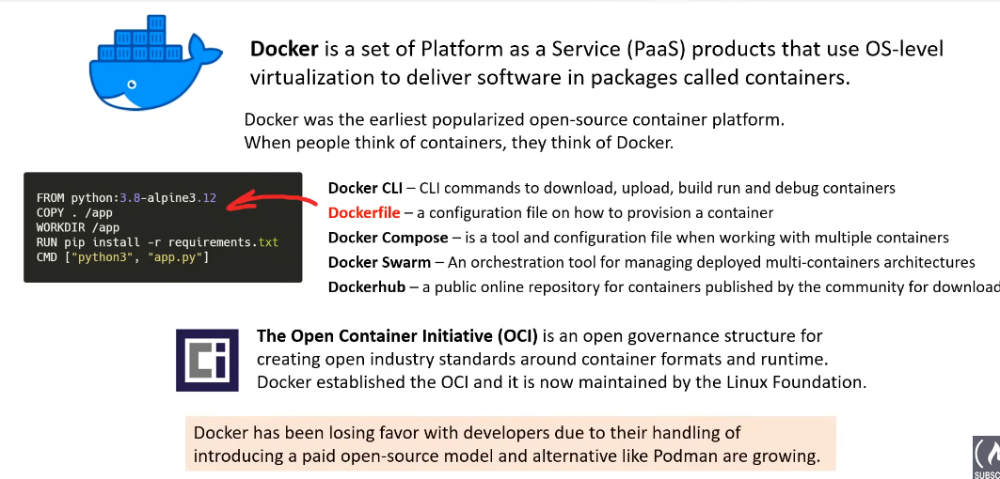 Docker is a set of Platform as a Service (PaaS) products that use OS-level
virtualization to deliver software in packages called containers.
Docker was the earliest popularized open-source container platform.
When people think of containers, they think of Docker.
FROM python:3.8-alpine3.12
COPY . /app
WORKDIR /app
RUN pip install -r requirements.txt
CMD ["python3", "app.py"]
Docker CLI – CLI commands to download, upload, build run and debug containers
Dockerfile – a configuration file on how to provision a container
Docker Compose – is a tool and configuration file when working with multiple containers
Docker Swarm – An orchestration tool for managing deployed multi-containers architectures
Dockerhub – a public online repository for containers published by the community for download
Ci
The Open Container Initiative (OCI) is an open governance structure for
creating open industry standards around container formats and runtime.
Docker established the OCI and it is now maintained by the Linux Foundation.
Docker has been losing favor with developers due to their handling of
introducing a paid open-source model and alternative like Podman are growing.